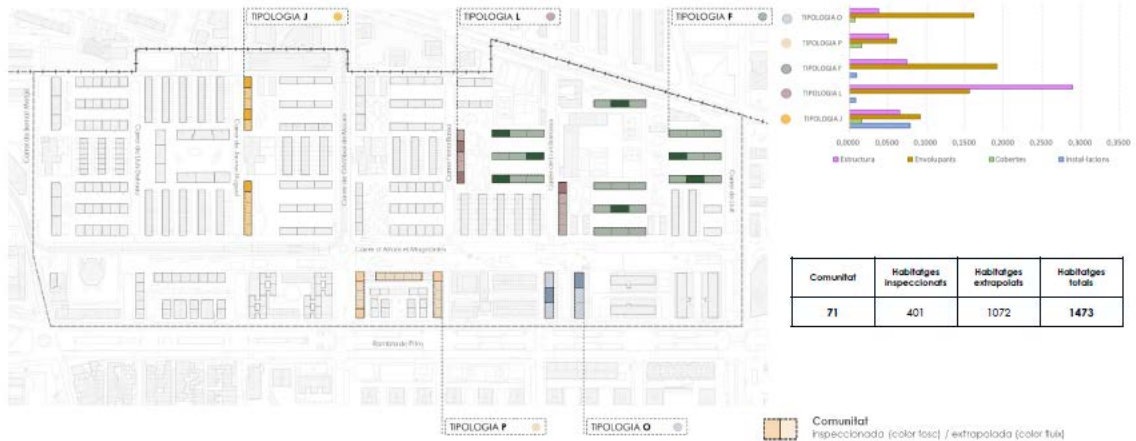 TIPOLOGIA J
TIPOLOGIA L
TIPOLOGIA F
Carrer d'Alfons el Magnànim
Rambla de Prim
TIPOLOGIA P
TIPOLOGIA O
TIPOLOGIA O
TIPOLOGIA P
TIPOLOGIA F
TIPOLOGIA L
TIPOLOGIA J
0,0000 0,0500 0,1000 0,1500 0,2000 0,2500 0,3000 0,3500
Estructura Envolupants Cobertes Instal·lacions
Comunitat Habitatges inspeccionats Habitatges extrapolats Habitatges totals
71 401 1072 1473
Comunitat
inspeccionada (color fosc) / extrapolada (color fluix)